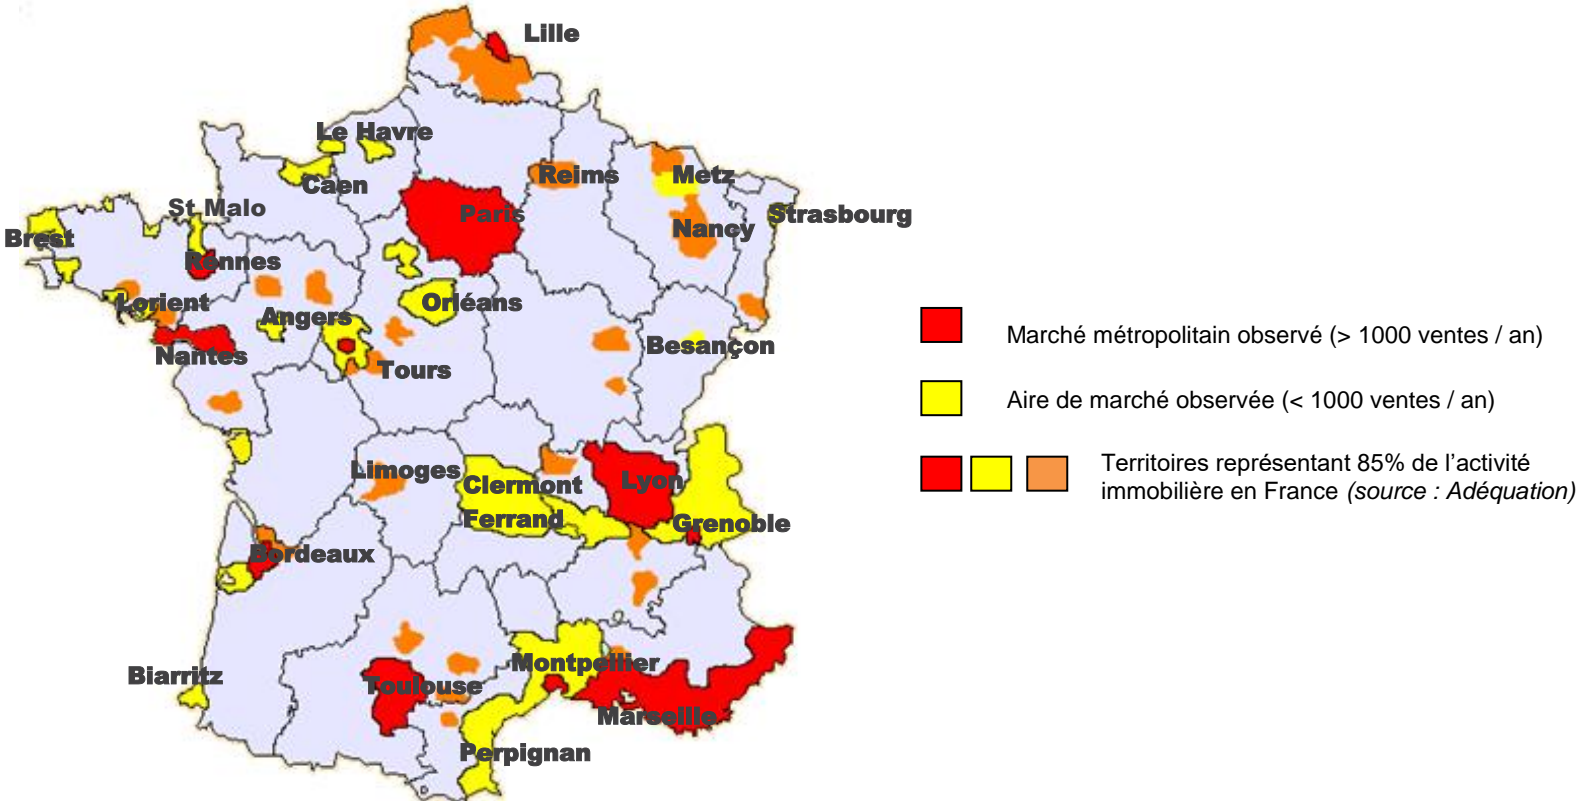 Lille
Le Havre
Caen
Reims
Metz
St Malo
Paris
Strasbourg
Brest
Nancy
Rennes
Lorient
Angers
Orléans
Nantes
Tours
Besançon
Limoges
Clermont
Ferrand
Lyon
Grenoble
Bordeaux
Biarritz
Toulouse
Montpellier
Marseille
Perpignan
Marché métropolitain observé (> 1000 ventes / an)
Aire de marché observée (< 1000 ventes / an)
Territoires représentant 85% de l’activité
immobilière en France (source : Adéquation)